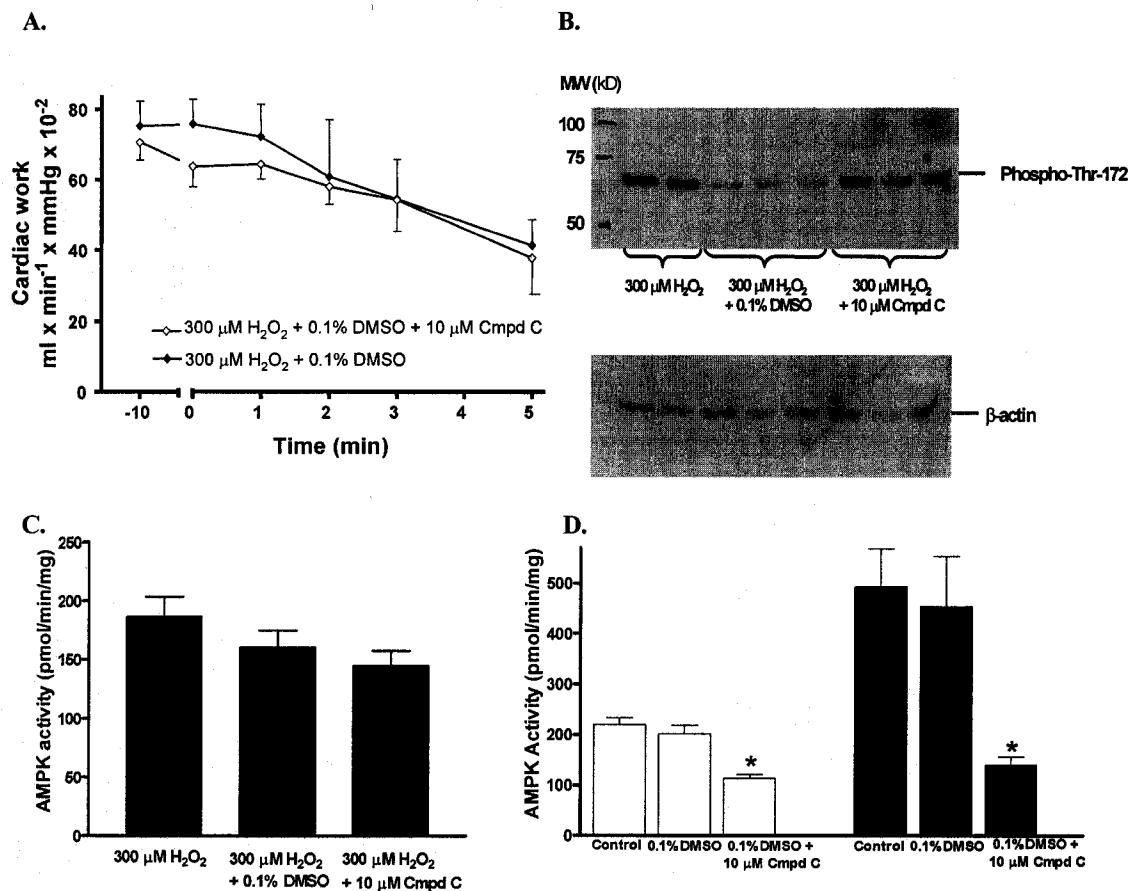 A.
Cardiac work
ml x min⁻¹ x mmHg x 10⁻²
80
60
40
20
0
300 μM H₂O₂ + 0.1% DMSO + 10 μM Cmpd C
300 μM H₂O₂ + 0.1% DMSO
-10 0 1 2 3 4 5
Time (min)
B.
MW (kD)
100
75
50
Phospho-Thr-172
300 μM H₂O₂
300 μM H₂O₂
+ 0.1% DMSO
300 μM H₂O₂
+ 10 μM Cmpd C
β-actin
C.
AMPK activity (pmol/min/mg)
250
200
150
100
50
0
300 μM H₂O₂
300 μM H₂O₂
+ 0.1% DMSO
300 μM H₂O₂
+ 10 μM Cmpd C
D.
AMPK Activity (pmol/min/mg)
500
400
300
200
100
0
*
*
Control
0.1% DMSO
0.1% DMSO +
10 μM Cmpd C
Control
0.1% DMSO
0.1% DMSO +
10 μM Cmpd C